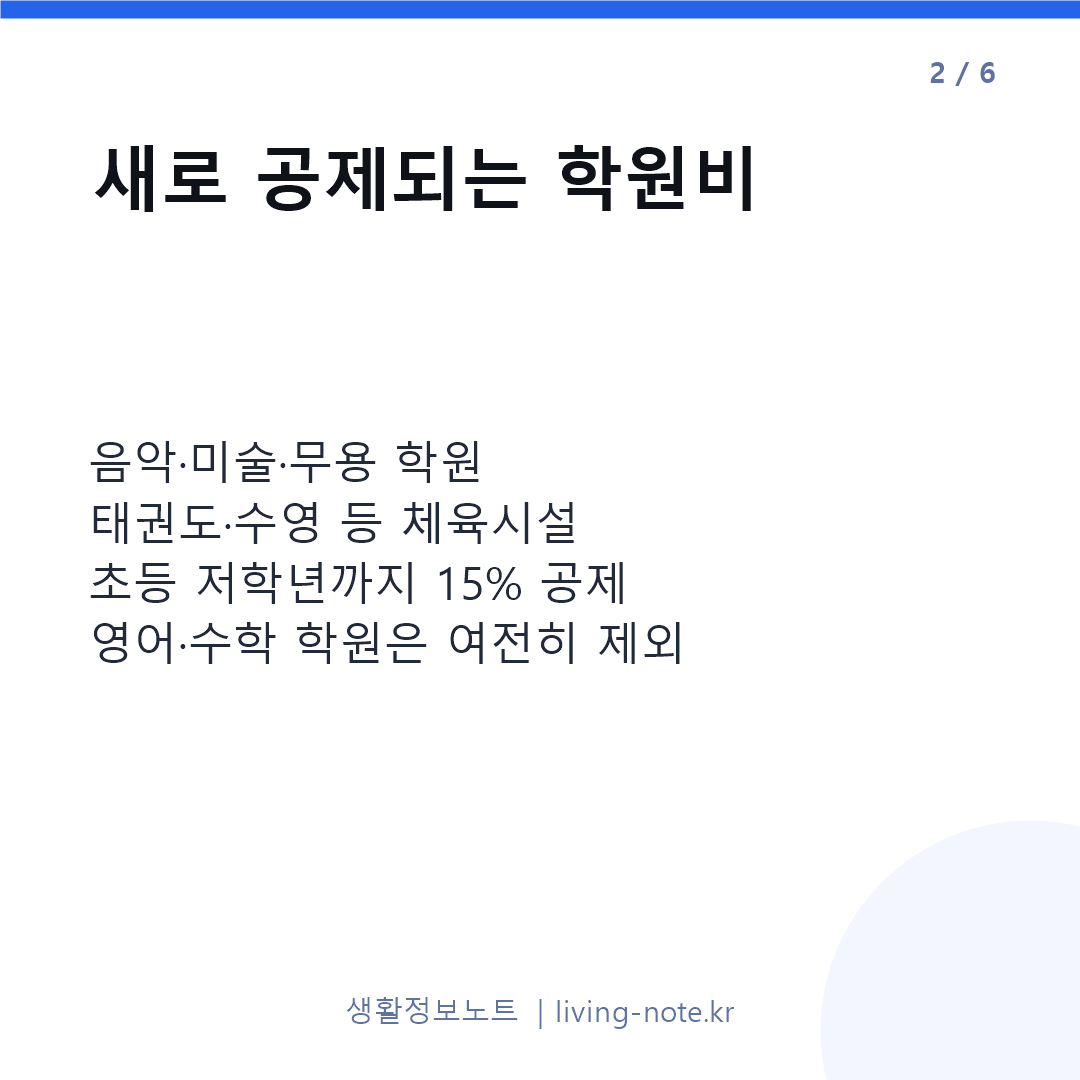 2 / 6
새로 공제되는 학원비
음악·미술·무용 학원
태권도·수영 등 체육시설
초등 저학년까지 15% 공제
영어·수학 학원은 여전히 제외
생활정보노트 | living-note.kr